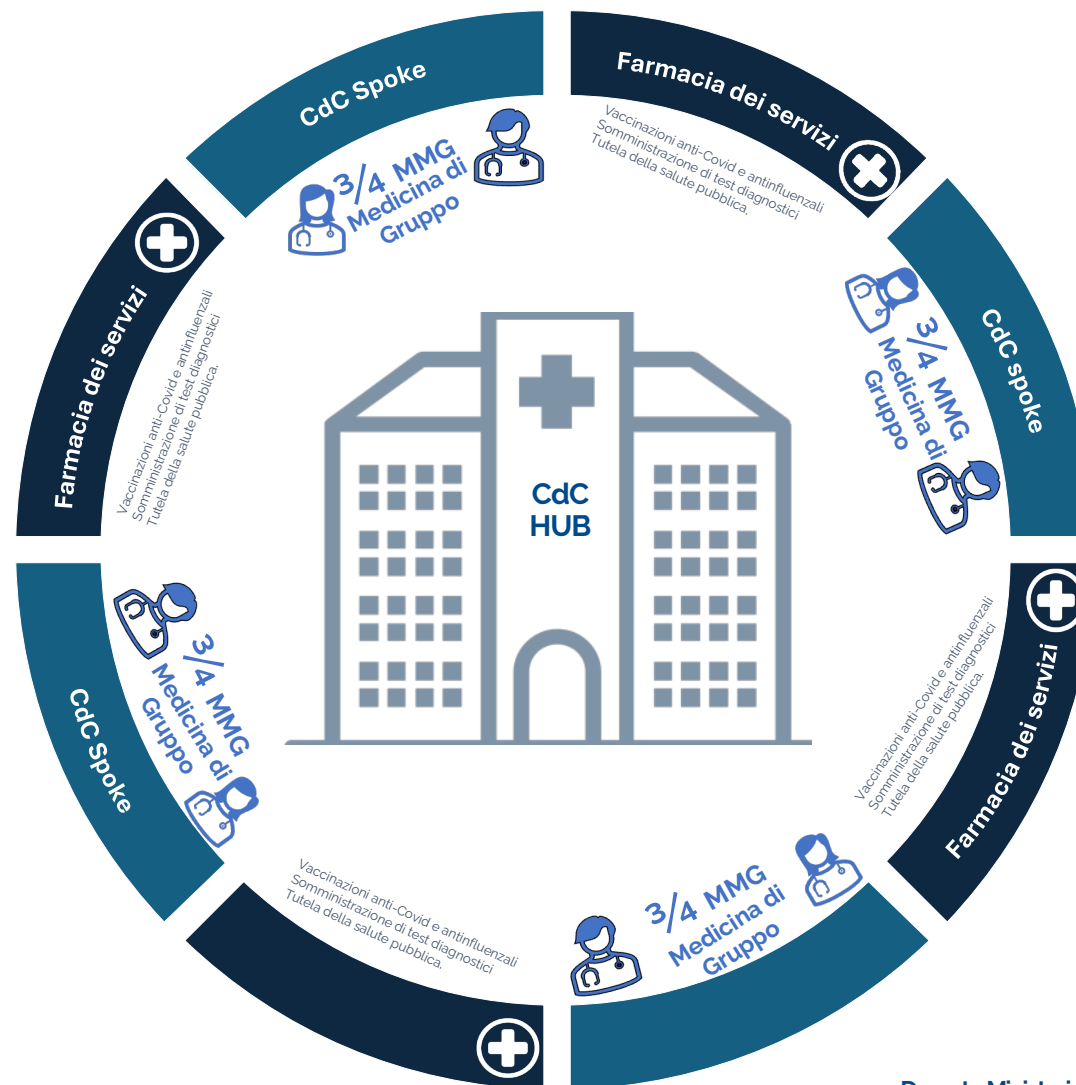 CdC Spoke
3/4 MMG
Medicina di
Gruppo
Farmacia dei servizi
Vaccinazioni anti-Covid e antinfluenzali
Somministrazione di test diagnostici
Tutela della salute pubblica.
CdC spoke
3/4 MMG
Medicina di
Gruppo
Farmacia dei servizi
Vaccinazioni anti-Covid e antinfluenzali
Somministrazione di test diagnostici
Tutela della salute pubblica.
3/4 MMG
Medicina di
Gruppo
Vaccinazioni anti-Covid e antinfluenzali
Somministrazione di test diagnostici
Tutela della salute pubblica.
CdC Spoke
3/4 MMG
Medicina di
Gruppo
Farmacia dei servizi
Vaccinazioni anti-Covid e antinfluenzali
Somministrazione di test diagnostici
Tutela della salute pubblica.
CdC
HUB